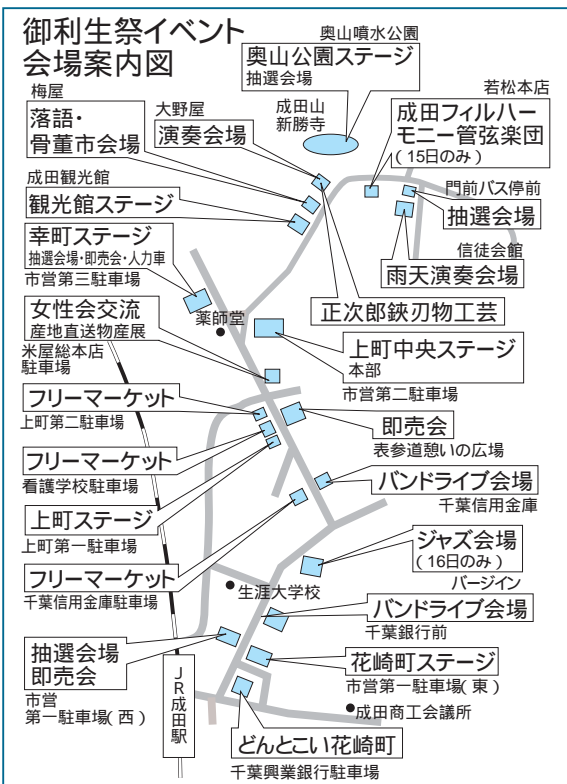 御利生祭イベント
会場案内図
奥山噴水公園
奥山公園ステージ
抽選会場
成田山
新勝寺
梅屋
落語・
骨董市会場
大野屋
演奏会場
若松本店
成田フィルハー
モニー管弦楽団
(15日のみ)
成田観光館
観光館ステージ
門前バス停前
抽選会場
信徒会館
雨天演奏会場
幸町ステージ
抽選会場・即売会・人力車
市営第三駐車場
正次郎鋏刃物工芸
薬師堂
女性会交流
産地直送物産展
米屋総本店
駐車場
上町中央ステージ
本部
市営第二駐車場
フリーマーケット
上町第二駐車場
即売会
表参道憩いの広場
フリーマーケット
看護学校駐車場
バンドライブ会場
千葉信用金庫
上町ステージ
上町第一駐車場
ジャズ会場
(16日のみ)
バージイン
フリーマーケット
千葉信用金庫駐車場
生涯大学校
バンドライブ会場
千葉銀行前
抽選会場
即売会
市営
第一駐車場(西)
花崎町ステージ
市営第一駐車場(東)
JR成田駅
成田商工会議所
どんとこい花崎町
千葉興業銀行駐車場